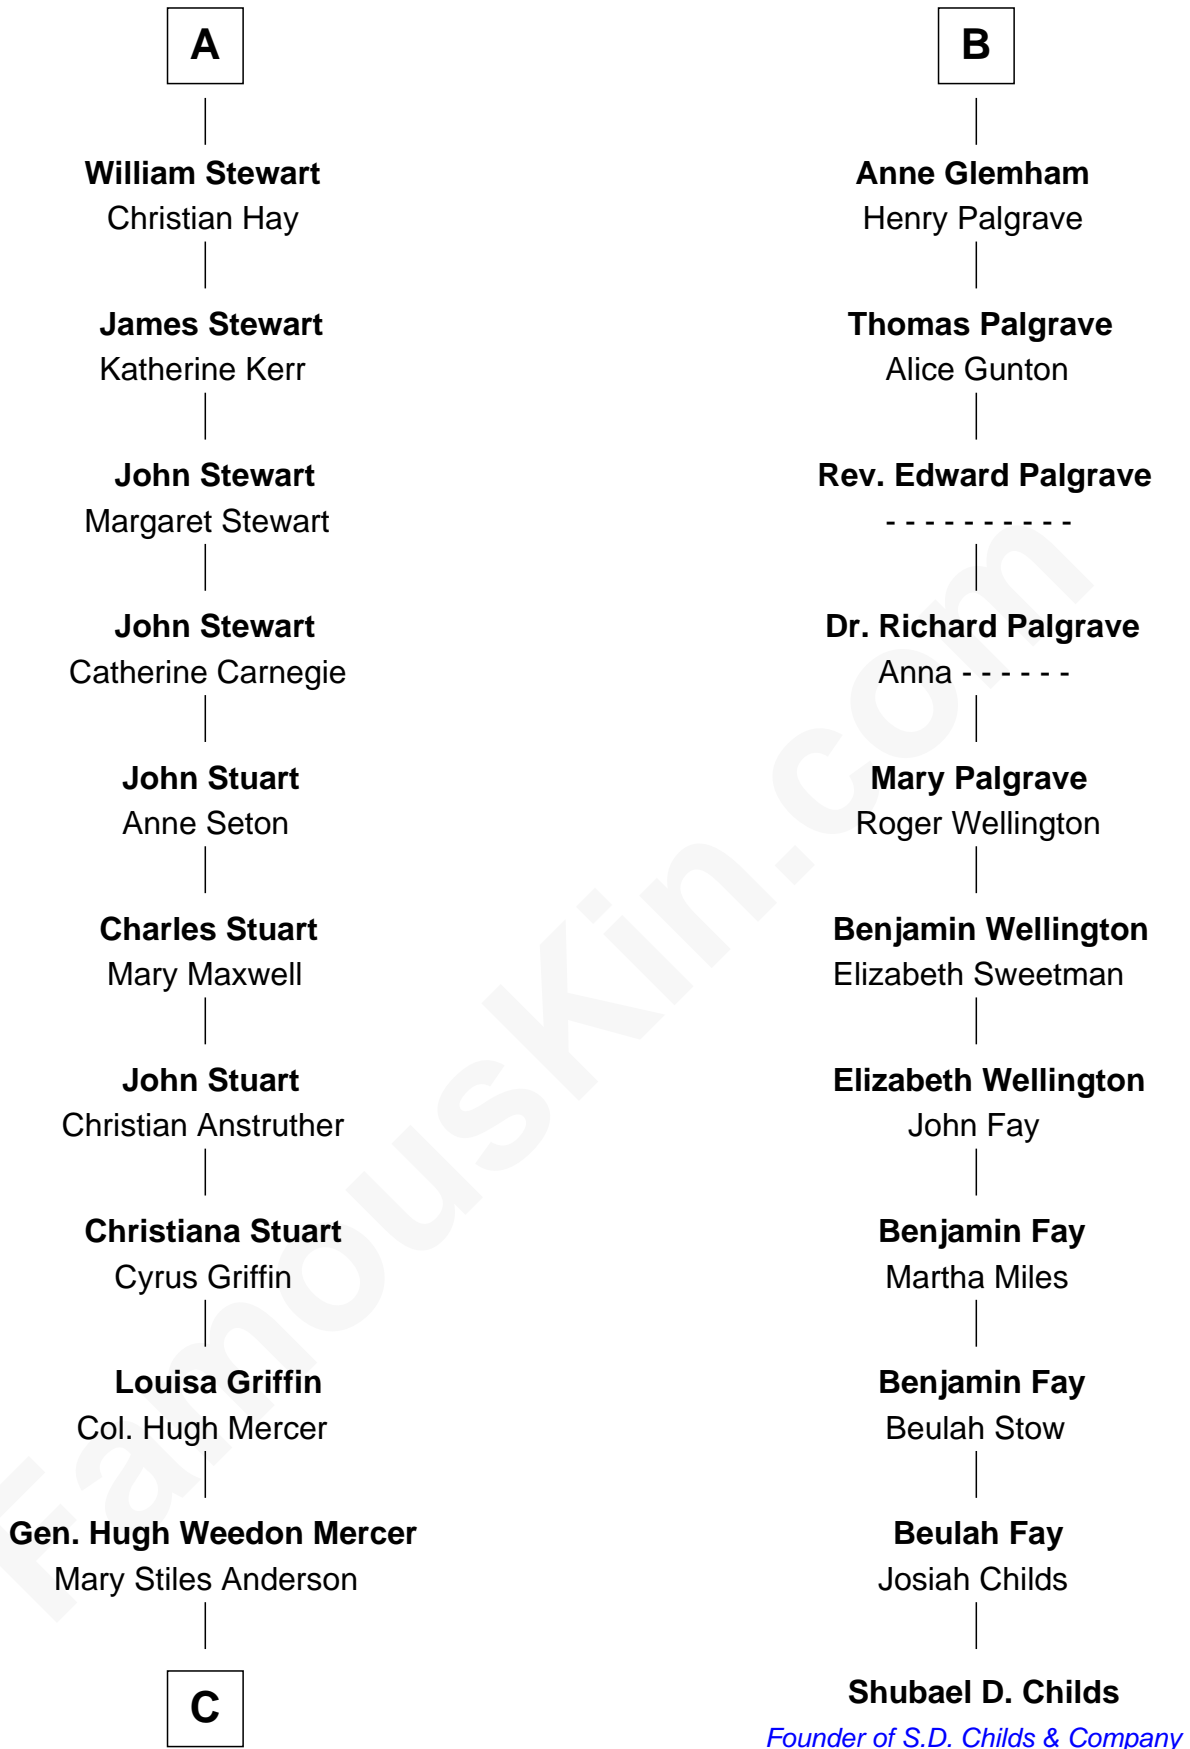 A
William Stewart
Christian Hay
James Stewart
Katherine Kerr
John Stewart
Margaret Stewart
John Stewart
Catherine Carnegie
John Stuart
Anne Seton
Charles Stuart
Mary Maxwell
John Stuart
Christian Anstruther
Christiana Stuart
Cyrus Griffin
Louisa Griffin
Col. Hugh Mercer
Gen. Hugh Weedon Mercer
Mary Stiles Anderson
C
B
Anne Glemham
Henry Palgrave
Thomas Palgrave
Alice Gunton
Rev. Edward Palgrave
- - - - - - - - - -
Dr. Richard Palgrave
Anna - - - - - -
Mary Palgrave
Roger Wellington
Benjamin Wellington
Elizabeth Sweetman
Elizabeth Wellington
John Fay
Benjamin Fay
Martha Miles
Benjamin Fay
Beulah Stow
Beulah Fay
Josiah Childs
Shubael D. Childs
Founder of S.D. Childs & Company
FamousKin.com